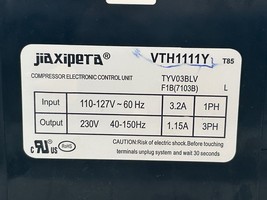 jiaxipera VTH1111Y T85
COMPRESSOR ELECTRONIC CONTROL UNIT TYV03BLV
F1B(7103B) L
Input 110-127V ~ 60 Hz 3.2A 1PH
Output 230V 40-150Hz 1.15A 3PH
CAUTION: Risk of electric shock. Before touching
terminals unplug system and wait 30 seconds
c RU us